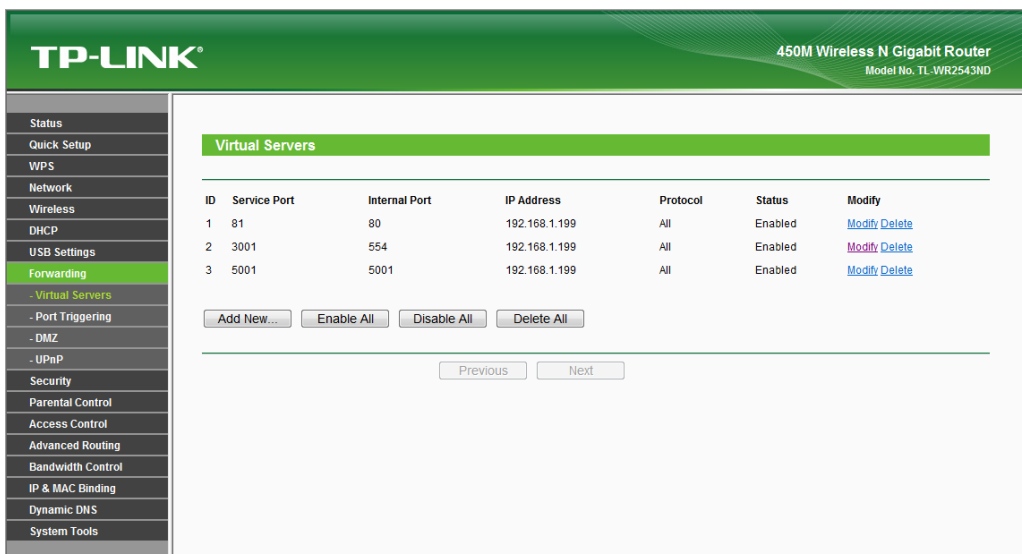 TP-LINK®
450M Wireless N Gigabit Router
Model No. TL-WR2543ND
Status
Quick Setup
WPS
Network
Wireless
DHCP
USB Settings
Forwarding
- Virtual Servers
- Port Triggering
- DMZ
- UPnP
Security
Parental Control
Access Control
Advanced Routing
Bandwidth Control
IP & MAC Binding
Dynamic DNS
System Tools
Virtual Servers
ID Service Port Internal Port IP Address Protocol Status Modify
1 81 80 192.168.1.199 All Enabled Modify Delete
2 3001 554 192.168.1.199 All Enabled Modify Delete
3 5001 5001 192.168.1.199 All Enabled Modify Delete
Add New... Enable All Disable All Delete All
Previous Next